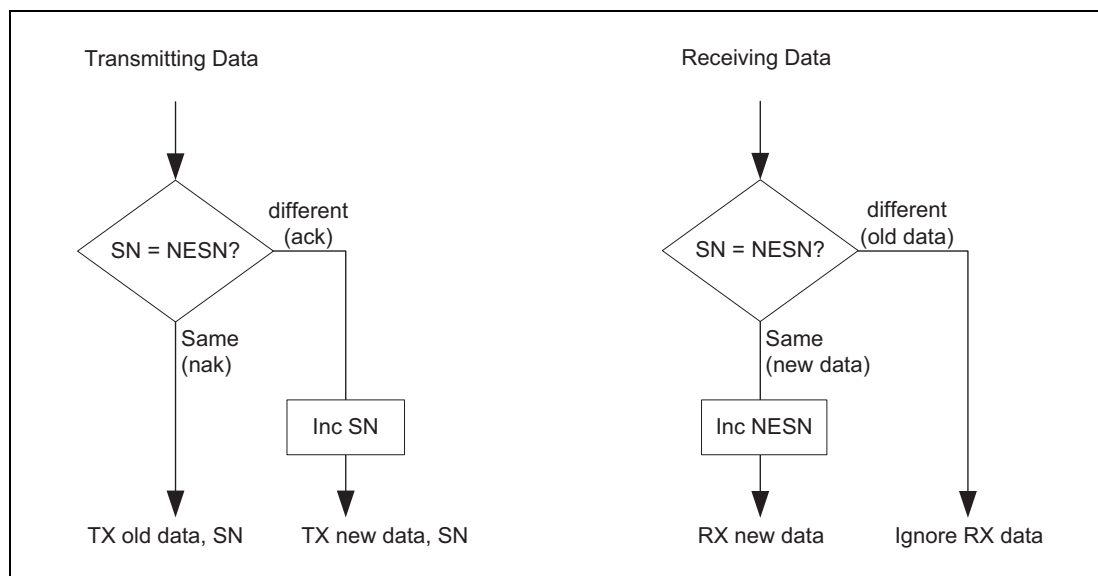 Transmitting Data
SN = NESN?
different
(ack)
Same
(nak)
Inc SN
TX old data, SN
TX new data, SN
Receiving Data
SN = NESN?
different
(old data)
Same
(new data)
Inc NESN
RX new data
Ignore RX data